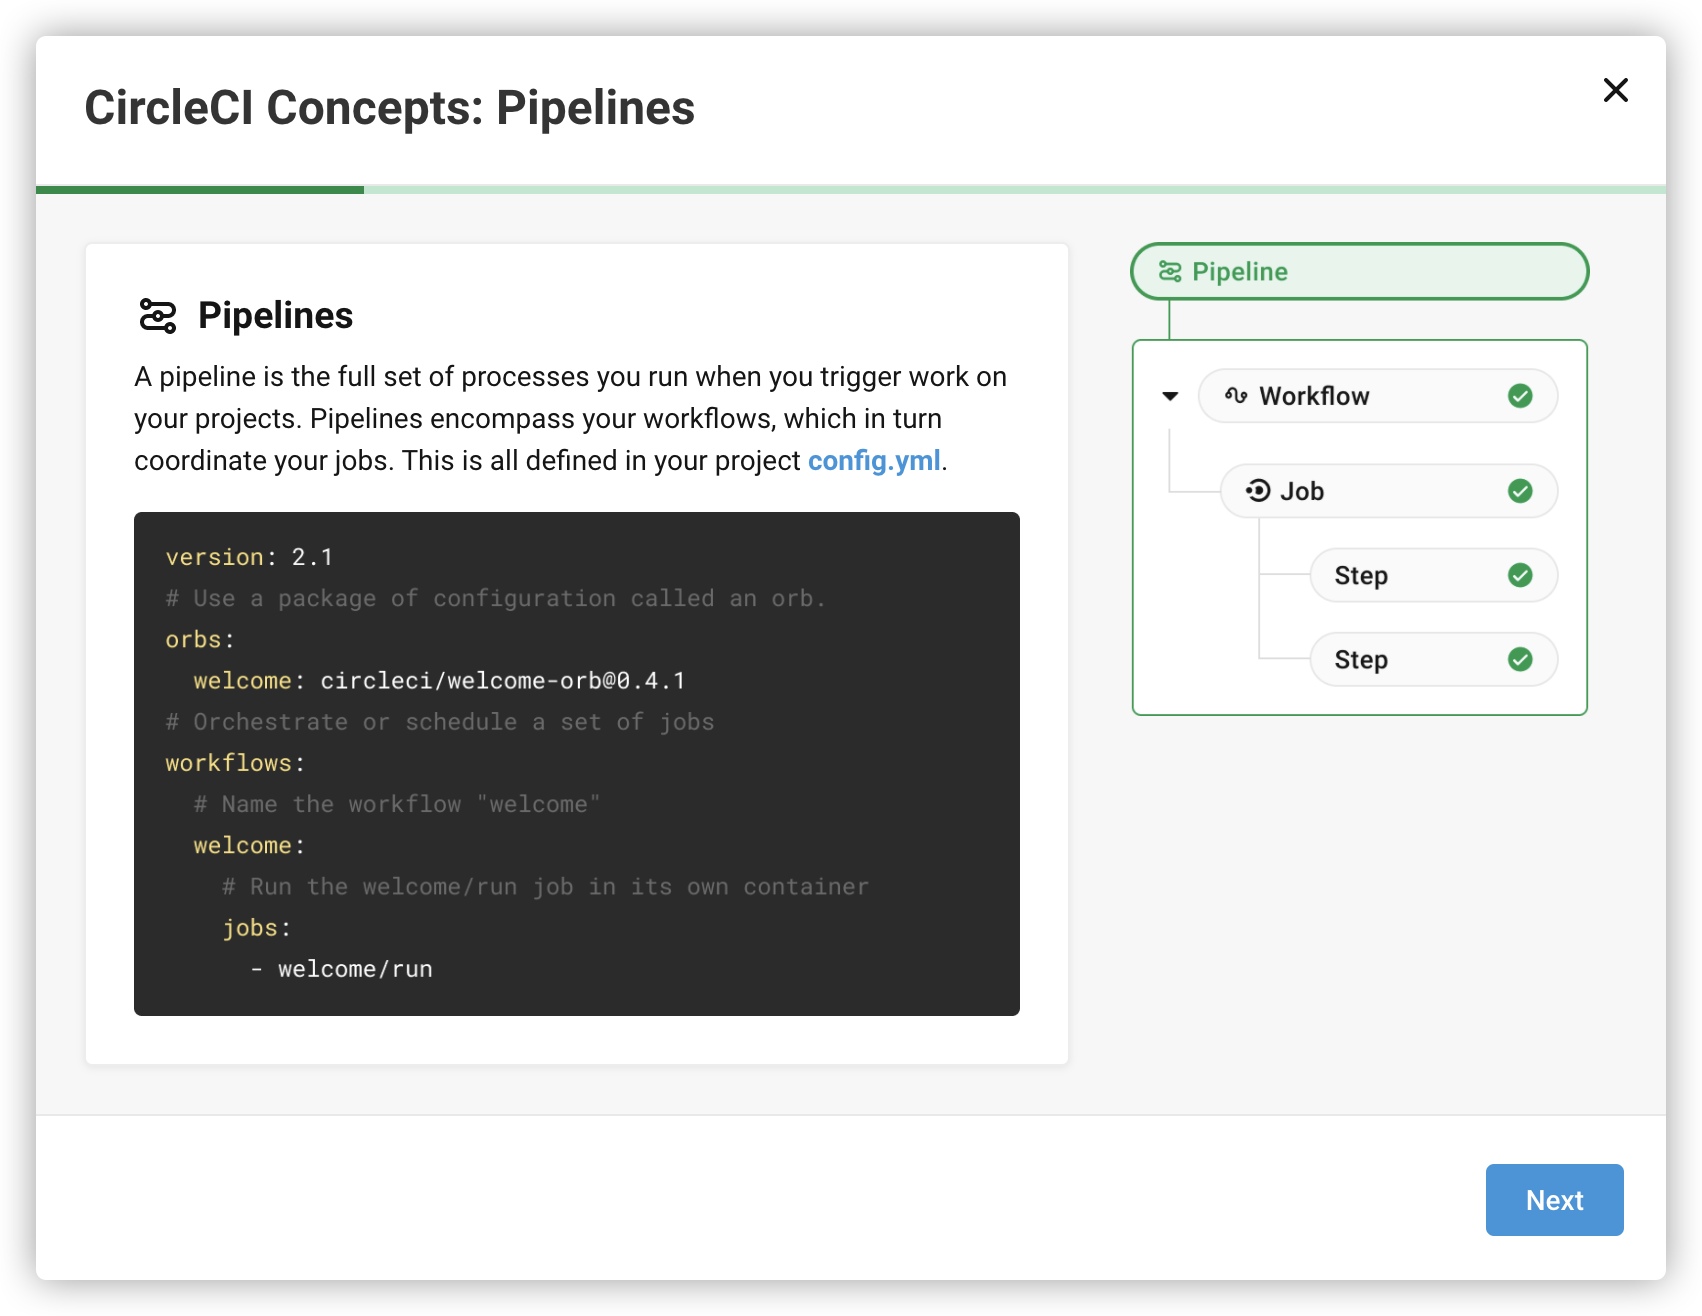 CircleCI Concepts: Pipelines
Pipelines
A pipeline is the full set of processes you run when you trigger work on
your projects. Pipelines encompass your workflows, which in turn
coordinate your jobs. This is all defined in your project config.yml.
version: 2.1
# Use a package of configuration called an orb.
orbs:
  welcome: circleci/welcome-orb@0.4.1
# Orchestrate or schedule a set of jobs
workflows:
  # Name the workflow "welcome"
  welcome:
    # Run the welcome/run job in its own container
    jobs:
      - welcome/run
Pipeline
Workflow
Job
Step
Step
Next